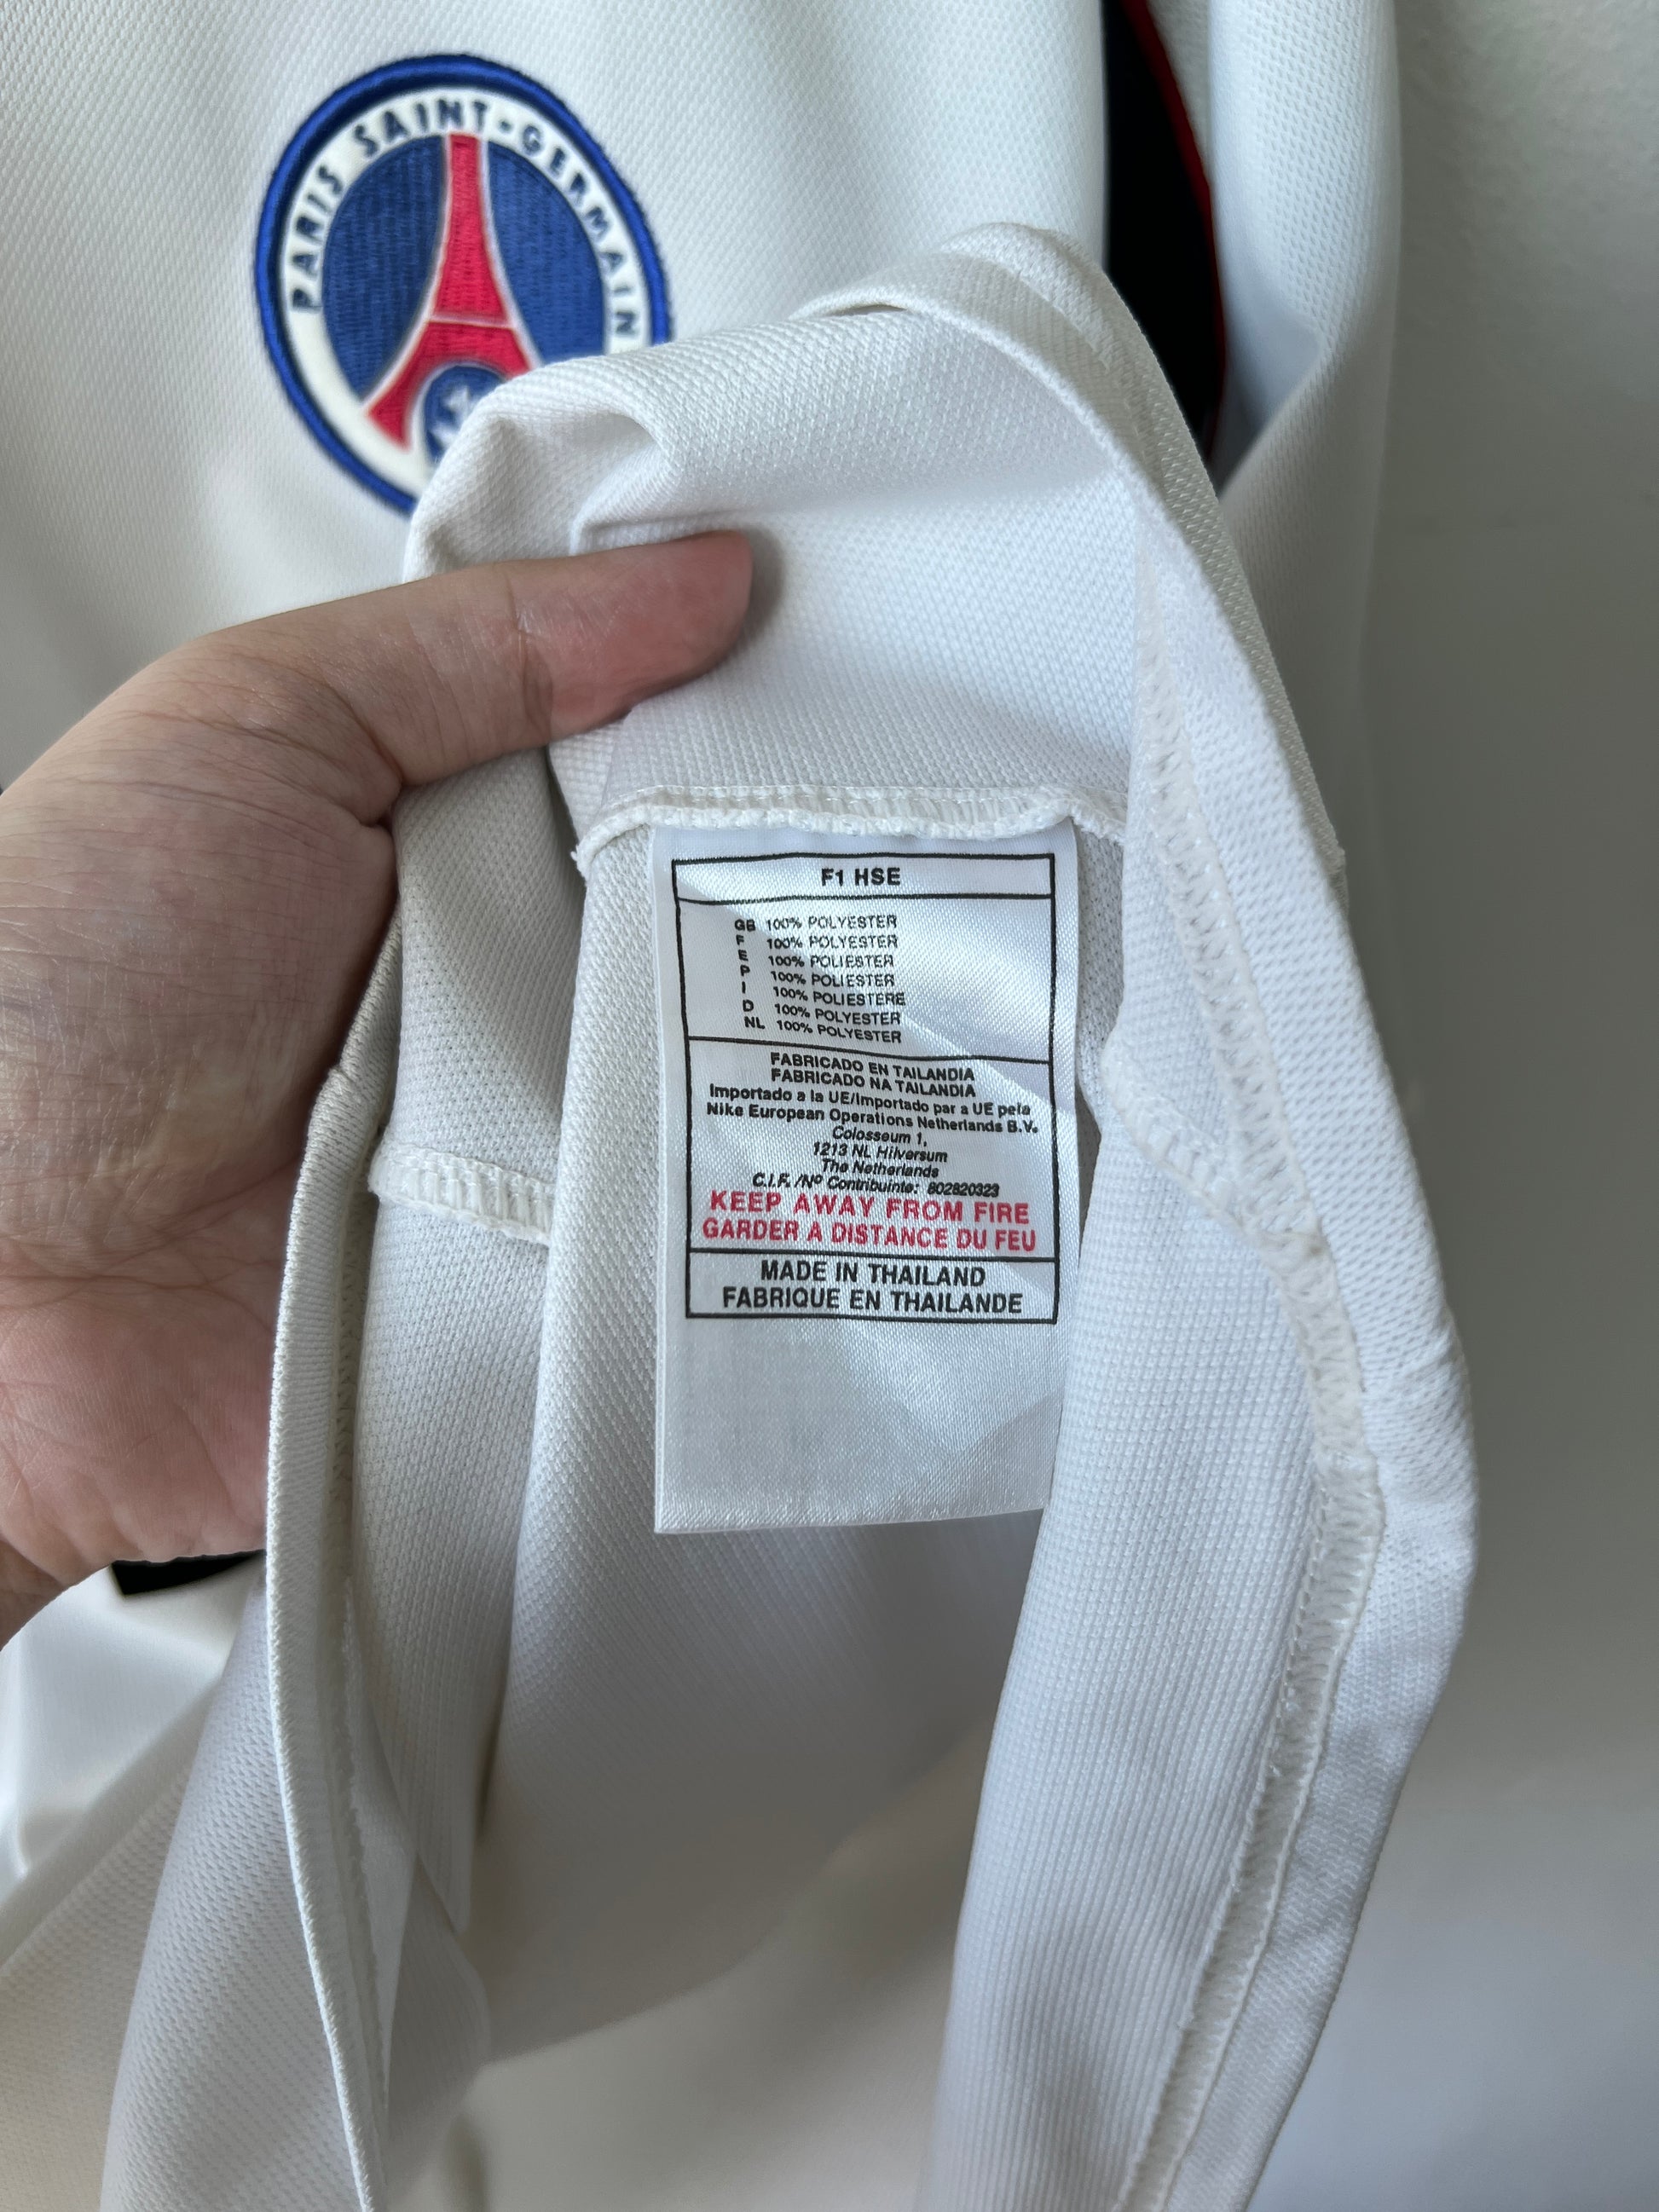 PARIS SAINT-GERMAIN
F1 HSE
GB 100% POLYESTER
F 100% POLYESTER
E 100% POLIESTER
P 100% POLIESTER
I 100% POLIESTERE
D 100% POLYESTER
NL 100% POLYESTER
FABRICADO EN TAILANDIA
FABRICADO NA TAILANDIA
Importado a la UE/Importado par a UE pela
Nike European Operations Netherlands B.V.
Colosseum 1,
1213 NL Hilversum
The Netherlands
C.I.F. /Nº Contribuinte: 802820323
KEEP AWAY FROM FIRE
GARDER A DISTANCE DU FEU
MADE IN THAILAND
FABRIQUE EN THAILANDE